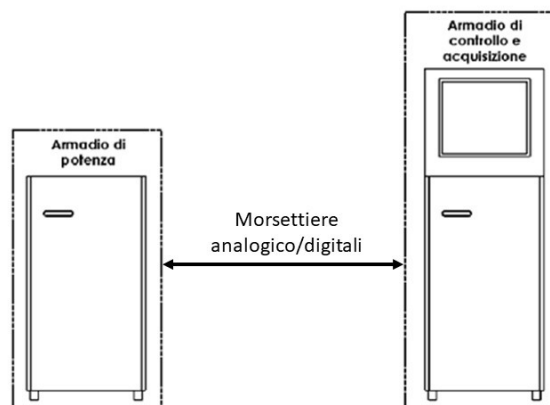 Armadio di
controllo e
acquisizione
Armadio di
potenza
Morsettiere
analogico/digitali